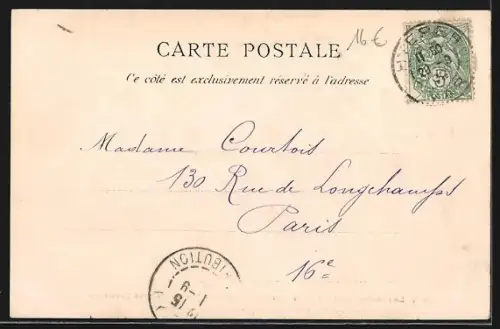 16 €
CARTE POSTALE
Ce côté est exclusivement réservé à l'adresse
Madame Courtois
130 Rue de Longchamps
Paris
16e